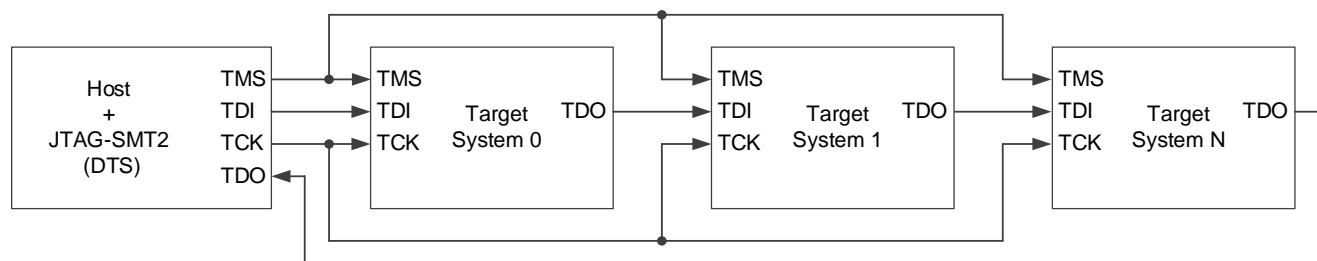 Host
+
JTAG-SMT2
(DTS)
TMS
TDI
TCK
TDO
TMS
TDI
TCK
Target
System 0
TDO
TMS
TDI
TCK
Target
System 1
TDO
TMS
TDI
TCK
Target
System N
TDO